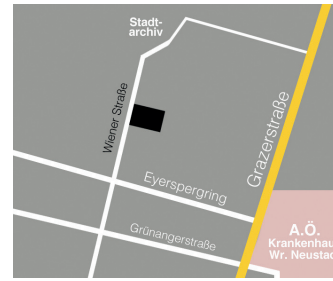 Stadt-
archiv
Wiener Straße
Grazerstraße
Eyerspergring
Grünangerstraße
A.Ö.
Krankenhau
Wr. Neustad